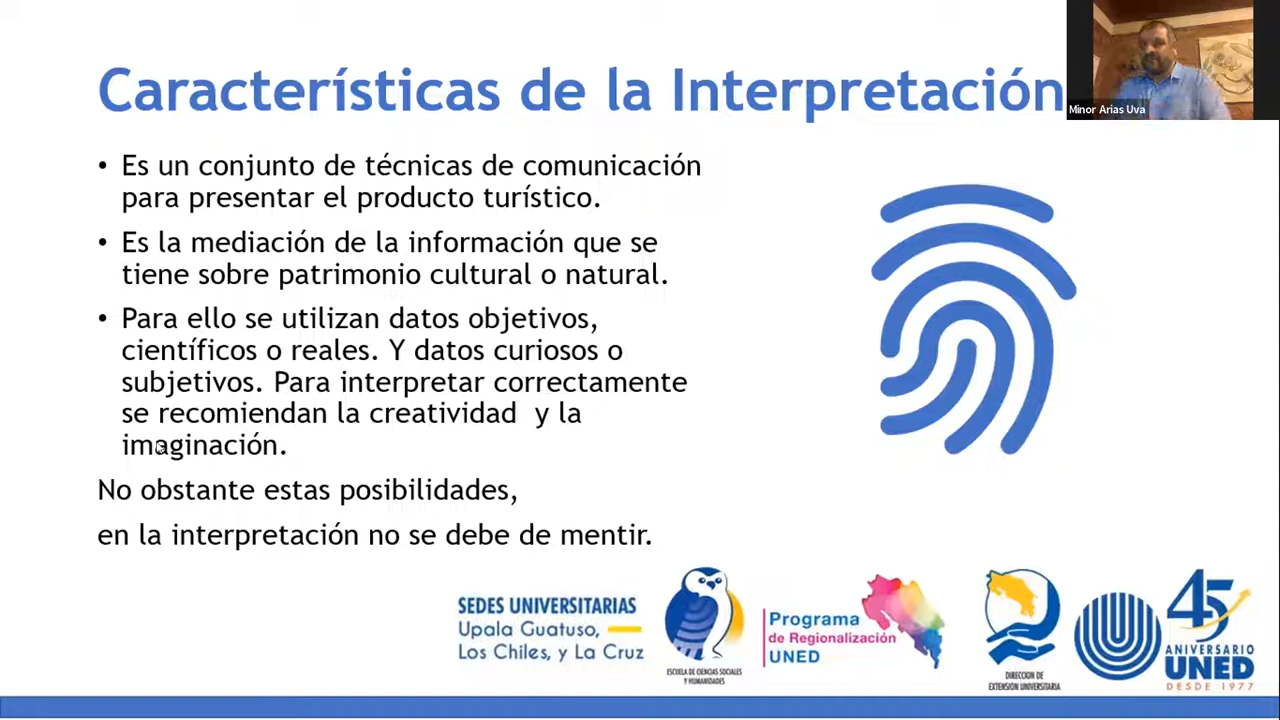 Características de la Interpretación
Minor Arias Uva
• Es un conjunto de técnicas de comunicación
para presentar el producto turístico.
• Es la mediación de la información que se
tiene sobre patrimonio cultural o natural.
• Para ello se utilizan datos objetivos,
científicos o reales. Y datos curiosos o
subjetivos. Para interpretar correctamente
se recomiendan la creatividad y la
imaginación.
No obstante estas posibilidades,
en la interpretación no se debe de mentir.
SEDES UNIVERSITARIAS
Upala Guatuso,
Los Chiles, y La Cruz
ESCUELA DE CIENCIAS SOCIALES
Y HUMANIDADES
Programa
de Regionalización
UNED
DIRECCION DE
EXTENSION UNIVERSITARIA
45
ANIVERSARIO
UNED
DESDE 1977